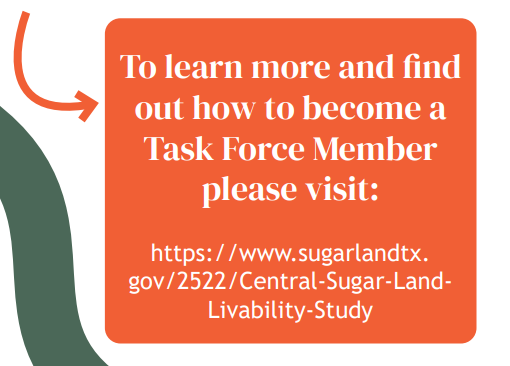 To learn more and find
out how to become a
Task Force Member
please visit:
https://www.sugarlandtx.
gov/2522/Central-Sugar-Land-
Livability-Study